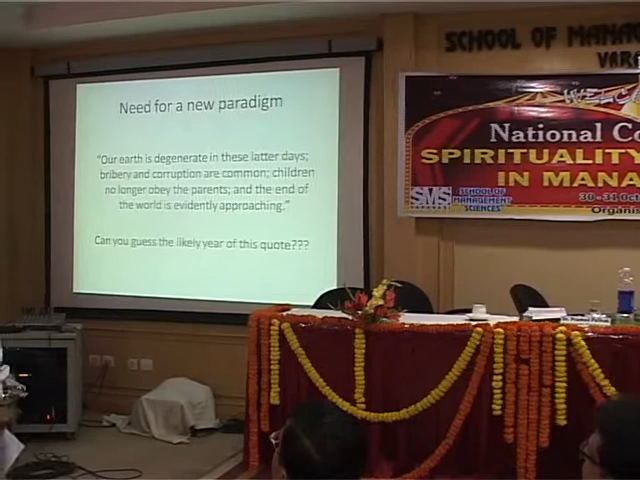 SCHOOL OF MANAG
VARA
Need for a new paradigm
"Our earth is degenerate in these latter days;
bribery and corruption are common; children
no longer obey the parents; and the end of
the world is evidently approaching."
Can you guess the likely year of this quote???
WELC
National Co
SPIRITUALITY
IN MANA
SMS
SCHOOL OF
MANAGEMENT
SCIENCES
30-31 Oct
Organis